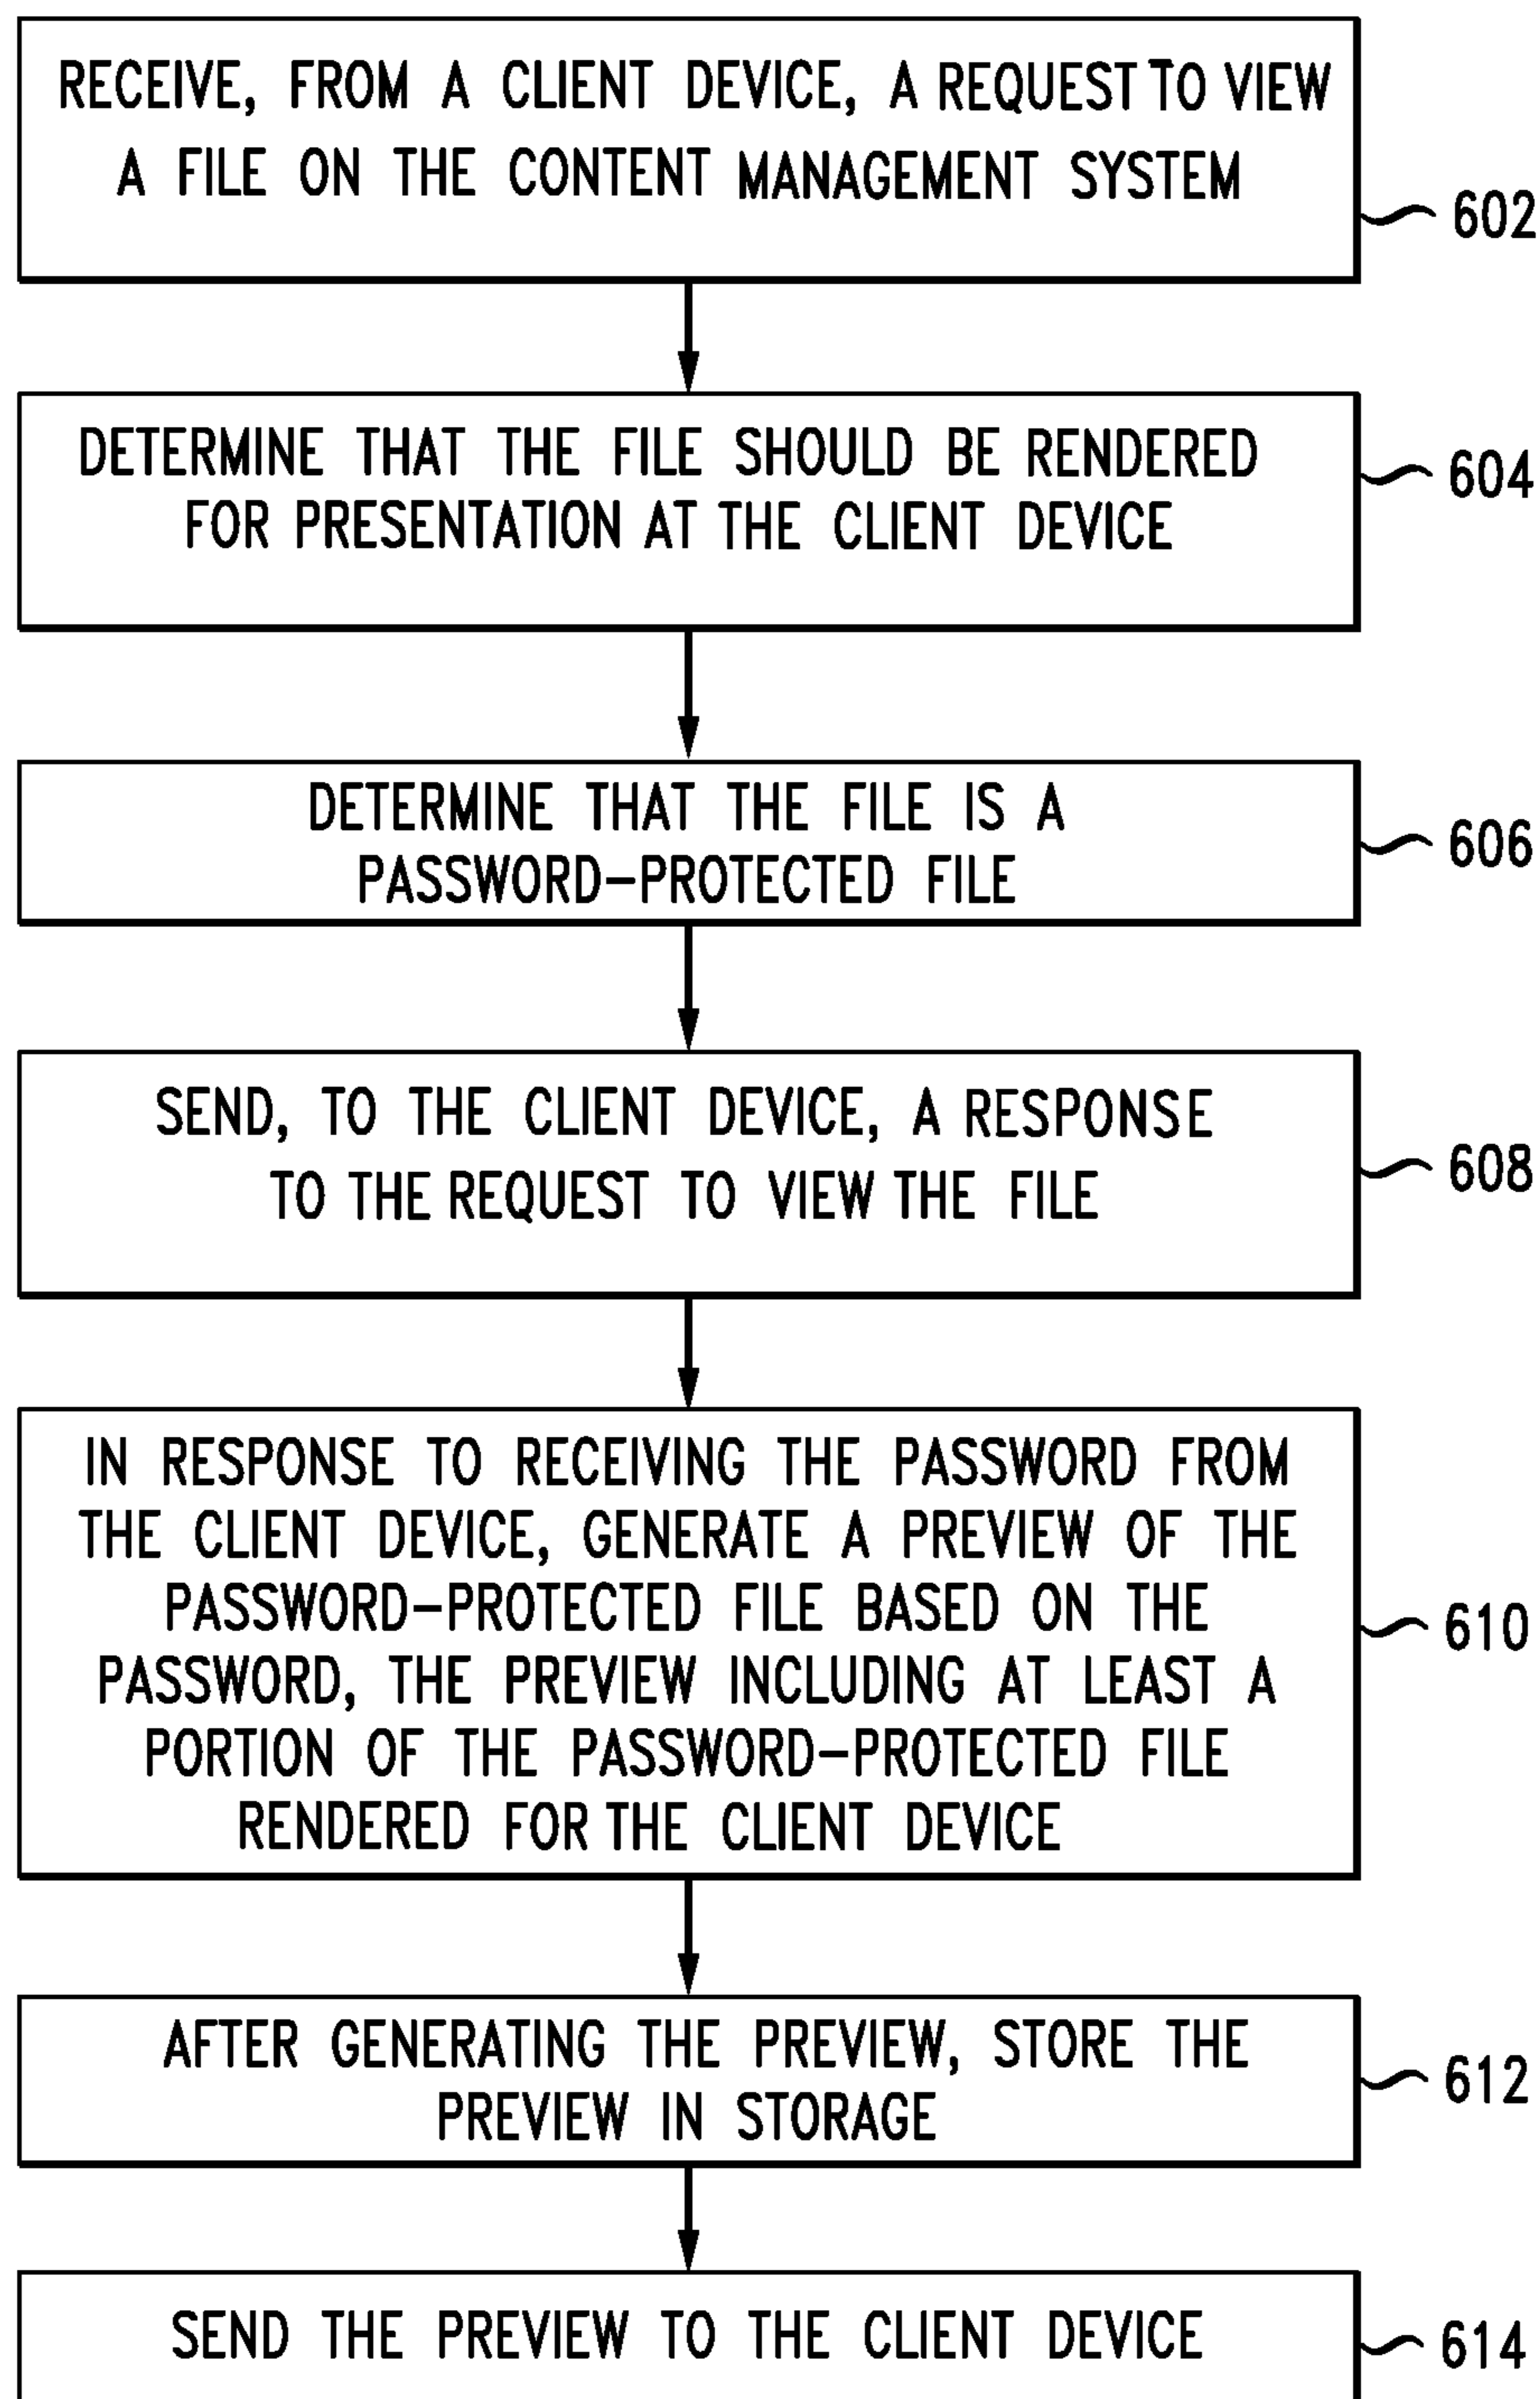 RECEIVE, FROM A CLIENT DEVICE, A REQUEST TO VIEW
A FILE ON THE CONTENT MANAGEMENT SYSTEM
602
DETERMINE THAT THE FILE SHOULD BE RENDERED
FOR PRESENTATION AT THE CLIENT DEVICE
604
DETERMINE THAT THE FILE IS A
PASSWORD-PROTECTED FILE
606
SEND, TO THE CLIENT DEVICE, A RESPONSE
TO THE REQUEST TO VIEW THE FILE
608
IN RESPONSE TO RECEIVING THE PASSWORD FROM
THE CLIENT DEVICE, GENERATE A PREVIEW OF THE
PASSWORD-PROTECTED FILE BASED ON THE
PASSWORD, THE PREVIEW INCLUDING AT LEAST A
PORTION OF THE PASSWORD-PROTECTED FILE
RENDERED FOR THE CLIENT DEVICE
610
AFTER GENERATING THE PREVIEW, STORE THE
PREVIEW IN STORAGE
612
SEND THE PREVIEW TO THE CLIENT DEVICE
614